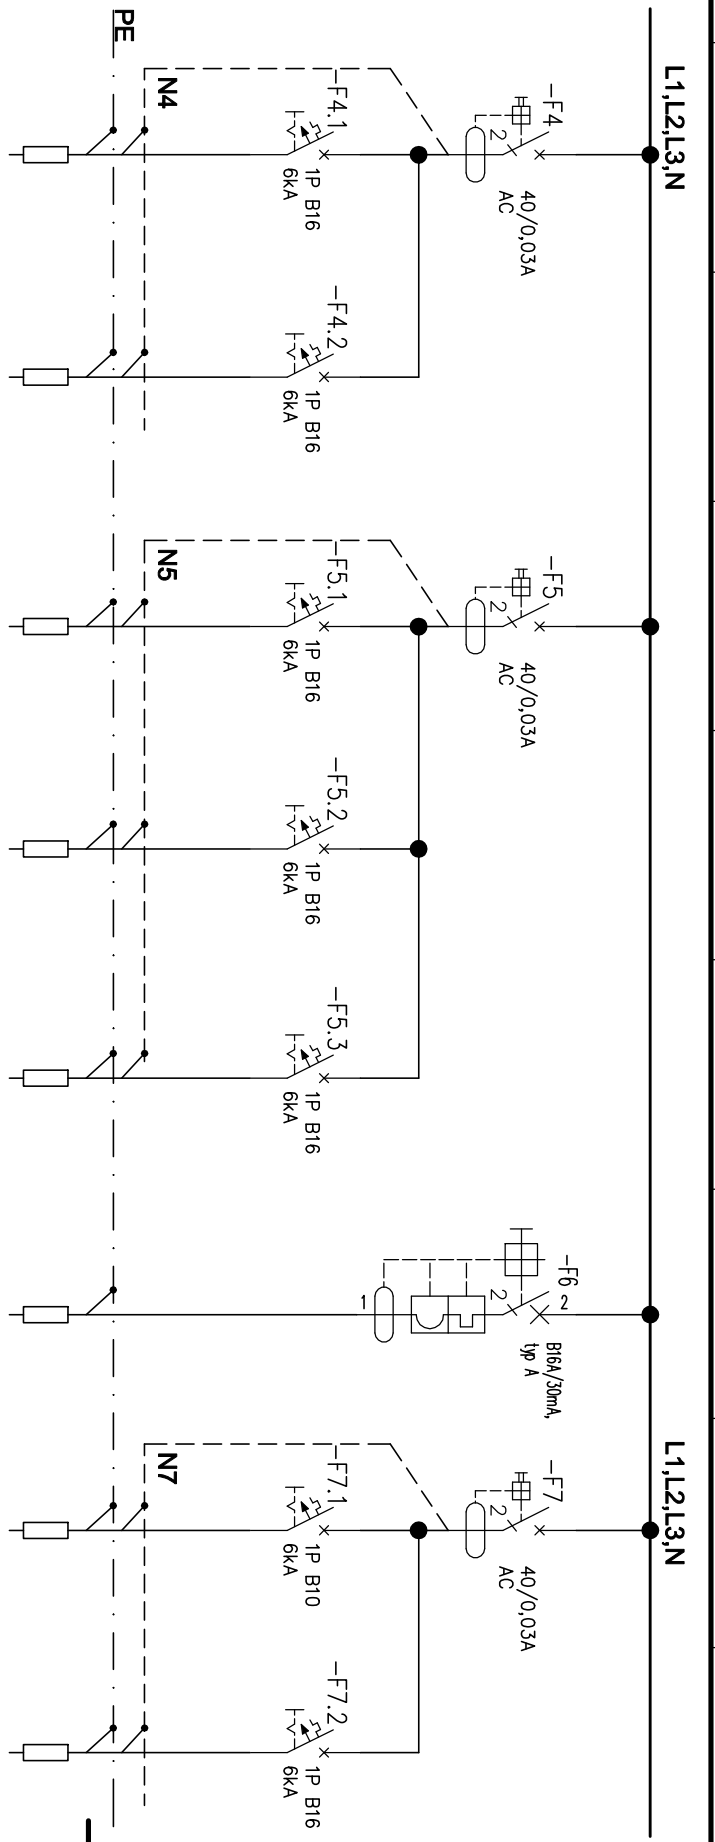 L1,L2,L3,N
L1,L2,L3,N
-F4
2
40/0,03A
AC
-F5
2
40/0,03A
AC
-F6
2
2
1
B16A/30mA,
typ A
-F7
2
40/0,03A
AC
-F4.1
1P B16
6kA
-F4.2
1P B16
6kA
-F5.1
1P B16
6kA
-F5.2
1P B16
6kA
-F5.3
1P B16
6kA
-F7.1
1P B10
6kA
-F7.2
1P B16
6kA
N4
N5
N7
PE